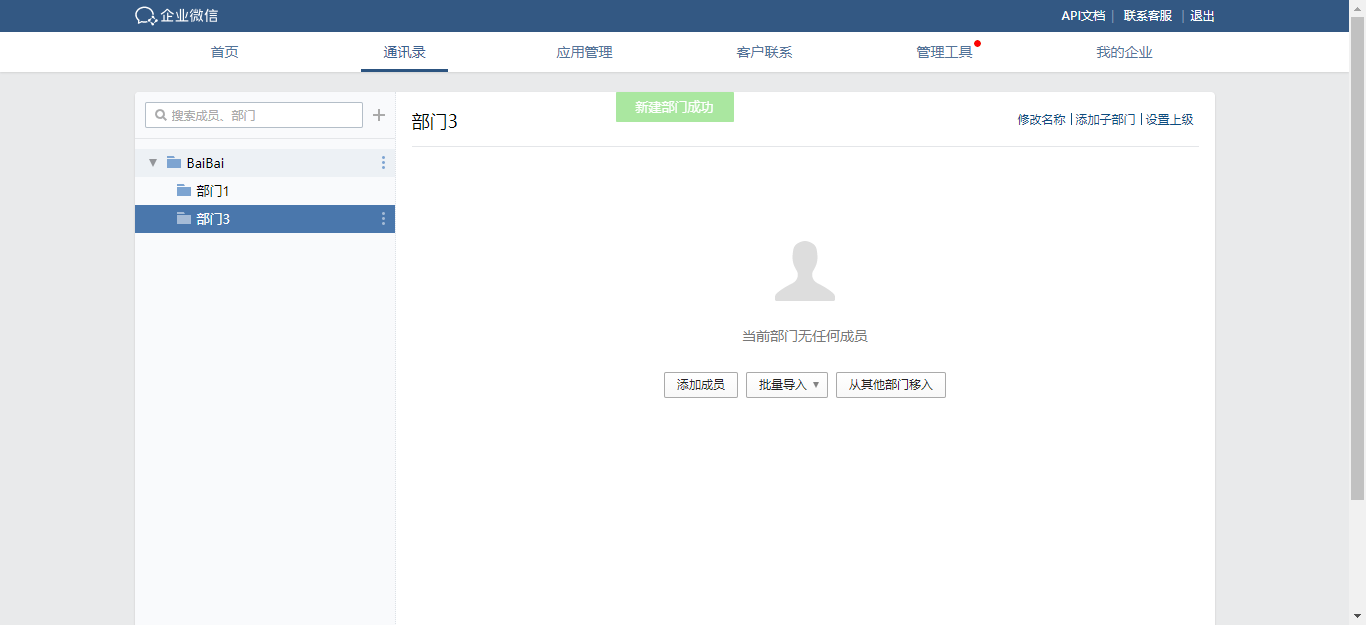 企业微信
API文档 | 联系客服 | 退出
首页 通讯录 应用管理 客户联系 管理工具 我的企业
搜索成员、部门
新建部门成功
部门3
修改名称 | 添加子部门 | 设置上级
BaiBai
部门1
部门3
当前部门无任何成员
添加成员 批量导入 从其他部门移入